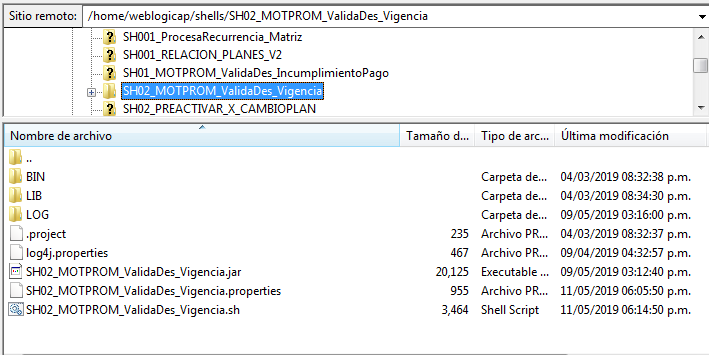 Sitio remoto: /home/weblogicap/shells/SH02_MOTPROM_ValidaDes_Vigencia
SH001_ProcesaRecurrencia_Matriz
SH001_RELACION_PLANES_V2
SH01_MOTPROM_ValidaDes_IncumplimientoPago
SH02_MOTPROM_ValidaDes_Vigencia
SH02_PREACTIVAR_X_CAMBIOPLAN
Nombre de archivo Tamaño d... Tipo de arc... Última modificación
..
BIN Carpeta de... 04/03/2019 08:32:38 p.m.
LIB Carpeta de... 04/03/2019 08:34:30 p.m.
LOG Carpeta de... 09/05/2019 03:16:00 p.m.
.project 235 Archivo PR... 04/03/2019 08:32:37 p.m.
log4j.properties 467 Archivo PR... 09/04/2019 04:32:57 p.m.
SH02_MOTPROM_ValidaDes_Vigencia.jar 20,125 Executable ... 09/05/2019 03:12:40 p.m.
SH02_MOTPROM_ValidaDes_Vigencia.properties 955 Archivo PR... 11/05/2019 06:05:50 p.m.
SH02_MOTPROM_ValidaDes_Vigencia.sh 3,464 Shell Script 11/05/2019 06:14:50 p.m.